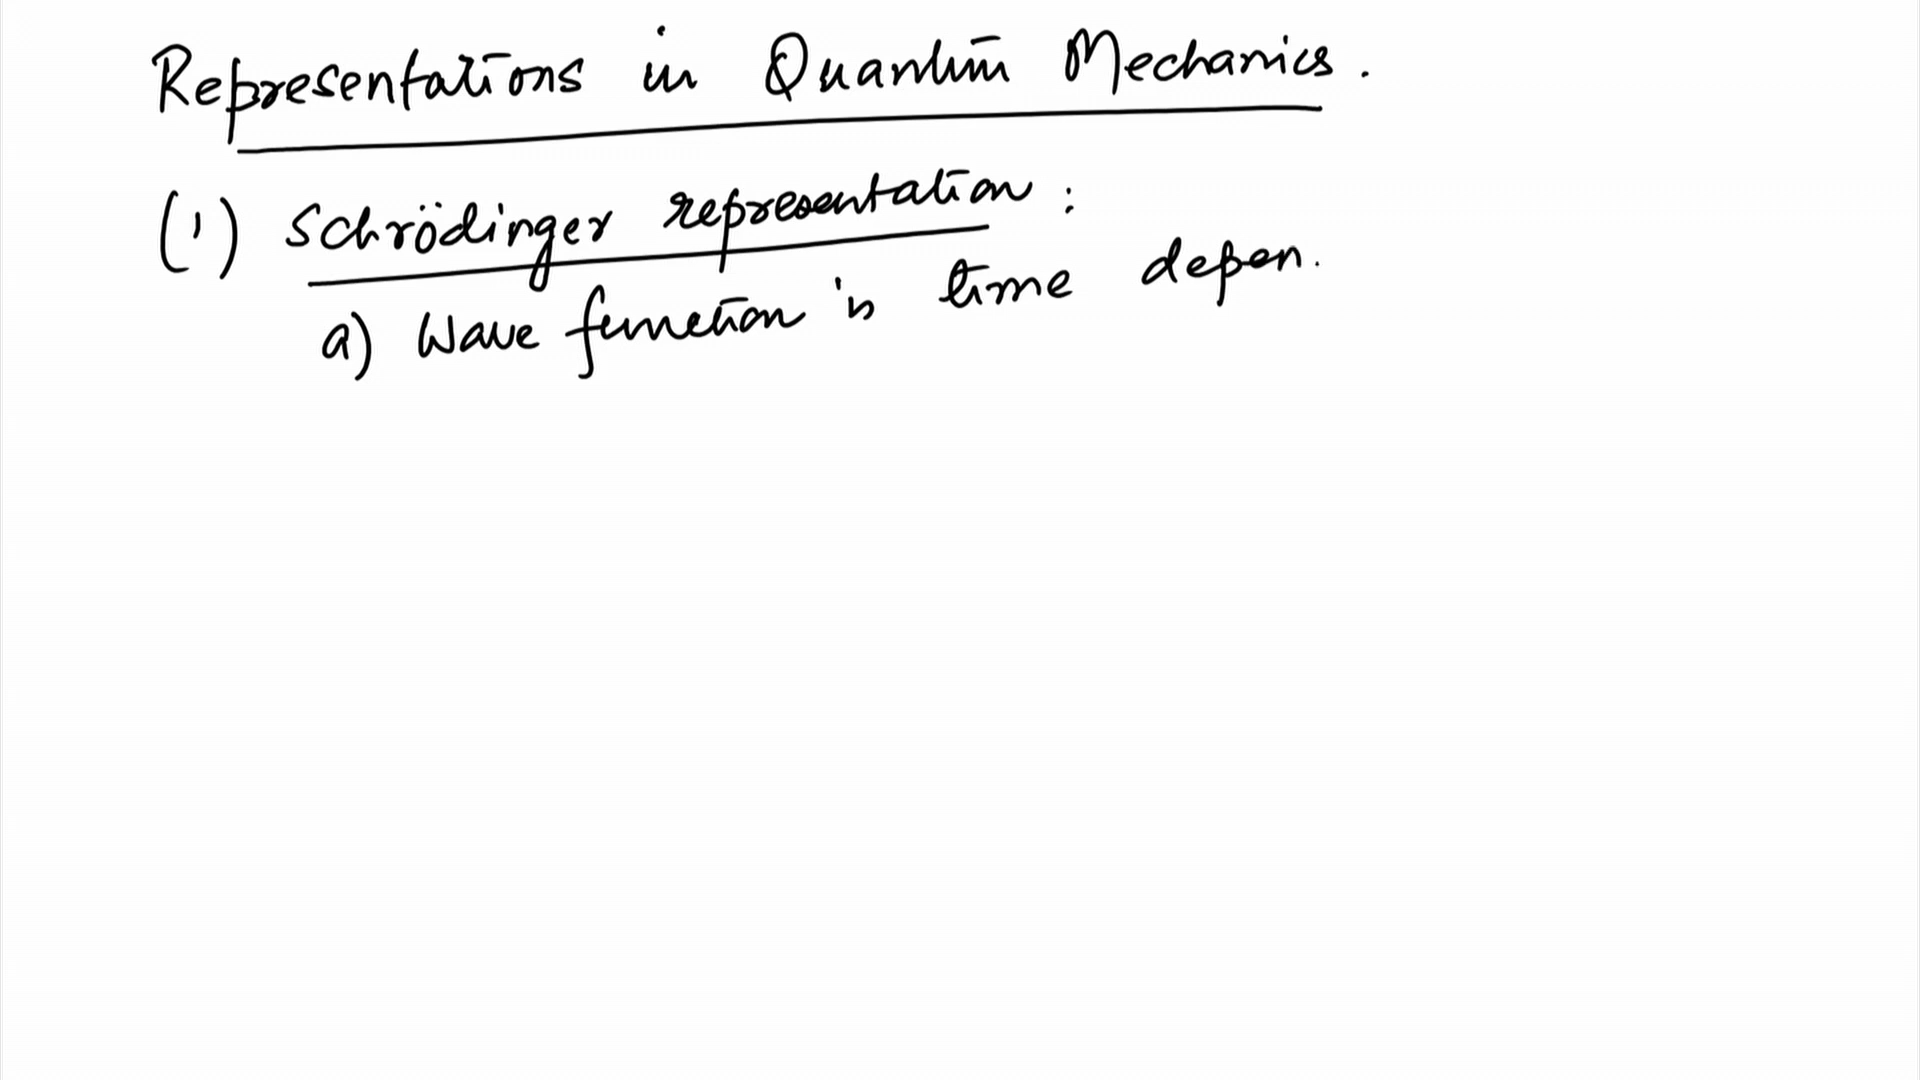 Representations in Quantum Mechanics.
(1) Schrödinger representation :
a) Wave function is time depen.